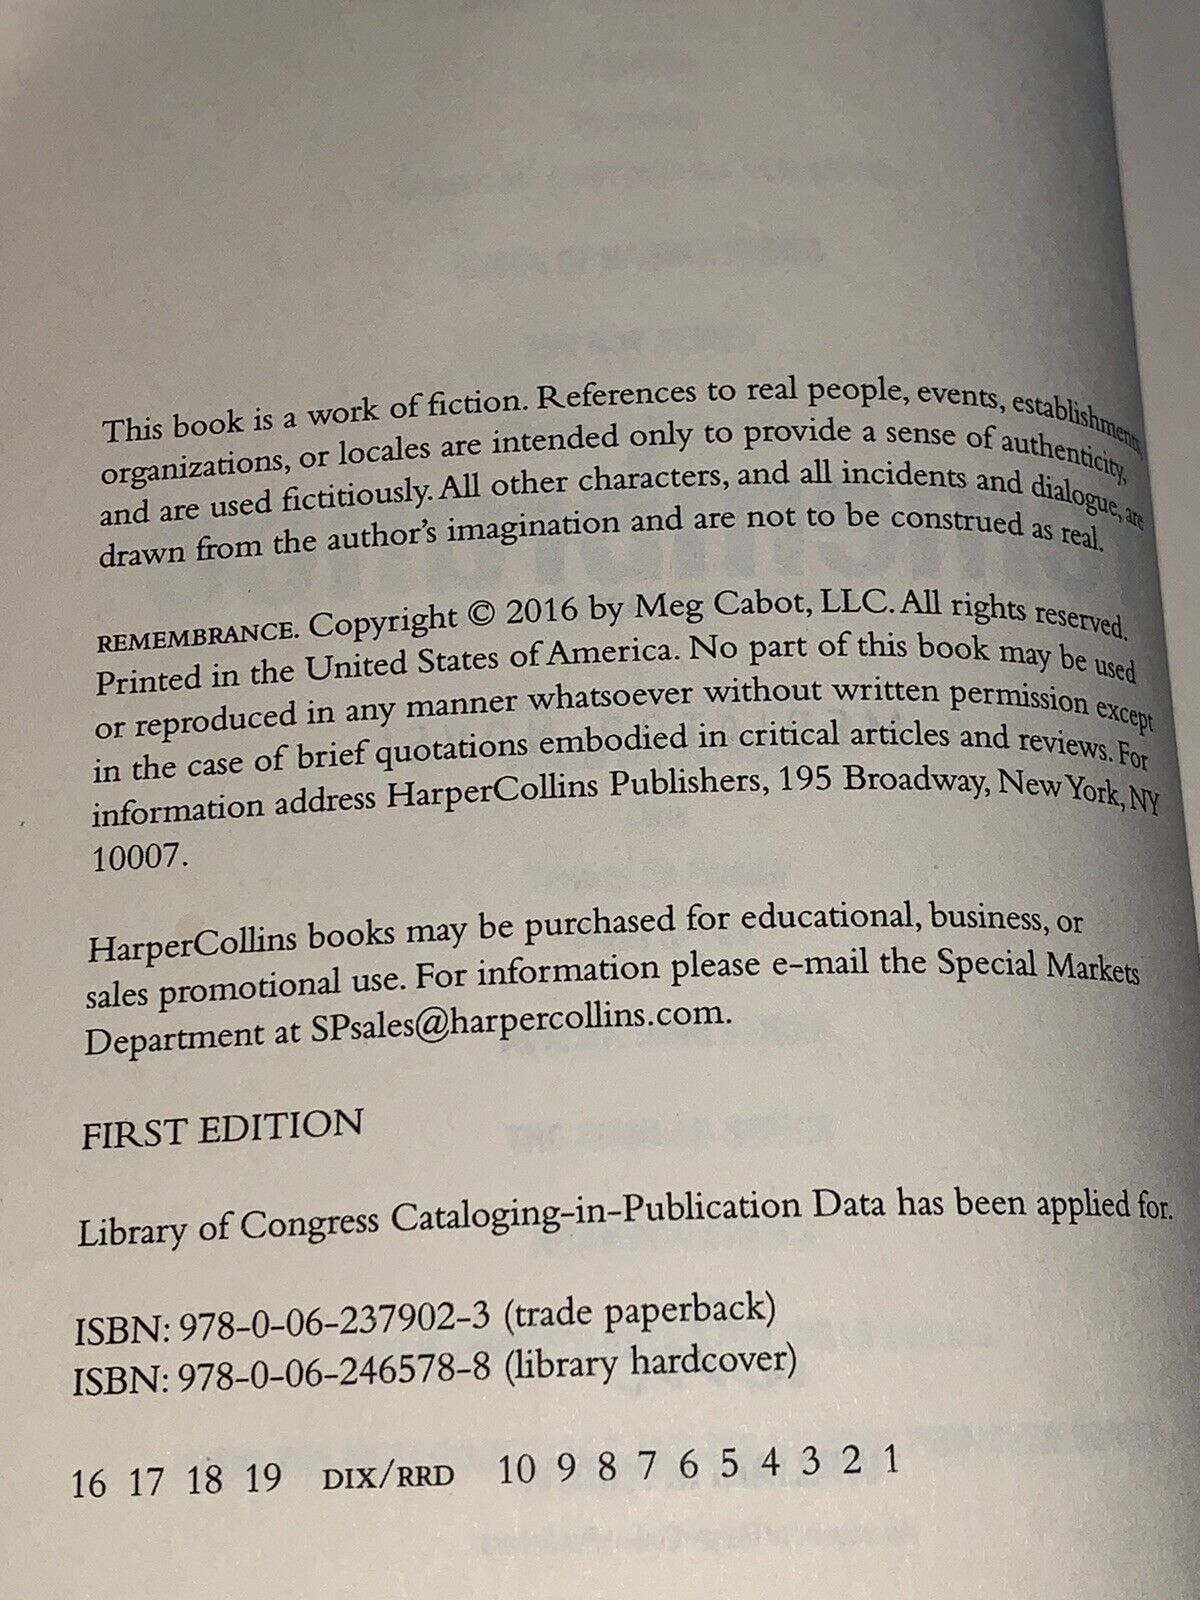 This book is a work of fiction. References to real people, events, establishments,
organizations, or locales are intended only to provide a sense of authenticity,
and are used fictitiously. All other characters, and all incidents and dialogue, are
drawn from the author's imagination and are not to be construed as real.
REMEMBRANCE. Copyright © 2016 by Meg Cabot, LLC. All rights reserved.
Printed in the United States of America. No part of this book may be used
or reproduced in any manner whatsoever without written permission except
in the case of brief quotations embodied in critical articles and reviews. For
information address HarperCollins Publishers, 195 Broadway, New York, NY
10007.
HarperCollins books may be purchased for educational, business, or
sales promotional use. For information please e-mail the Special Markets
Department at SPsales@harpercollins.com.
FIRST EDITION
Library of Congress Cataloging-in-Publication Data has been applied for.
ISBN: 978-0-06-237902-3 (trade paperback)
ISBN: 978-0-06-246578-8 (library hardcover)
16 17 18 19 DIX/RRD 10 9 8 7 6 5 4 3 2 1